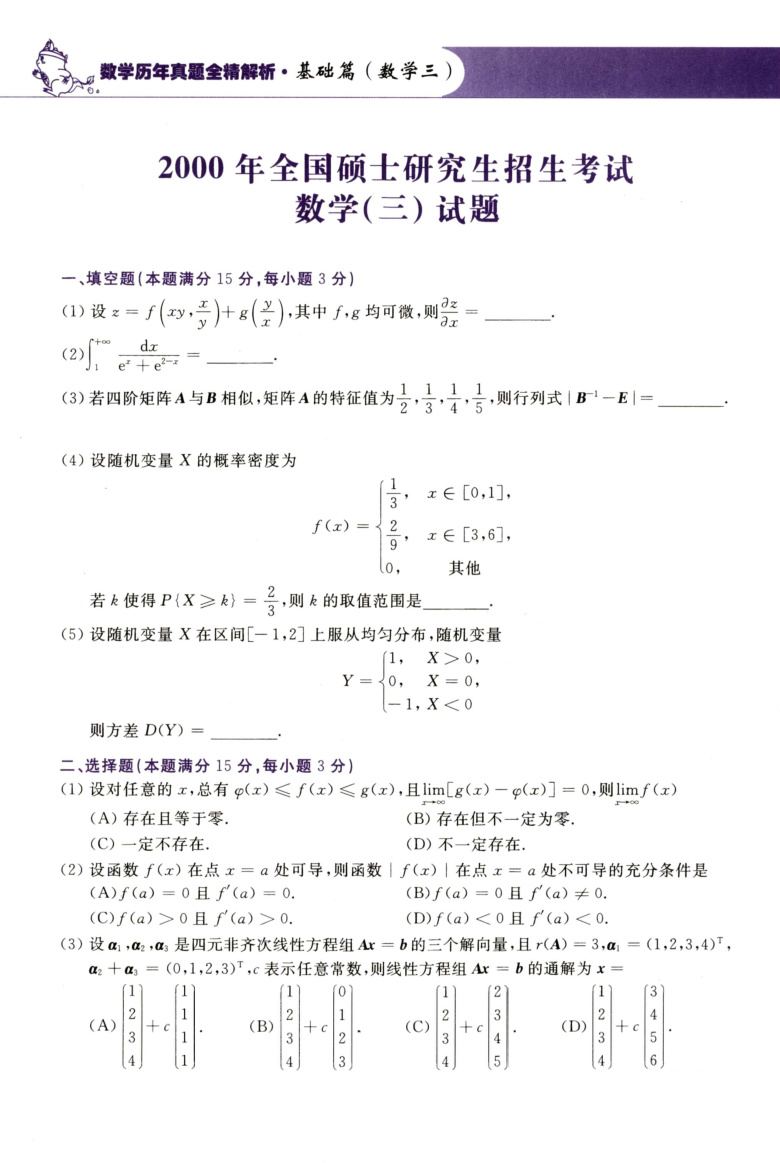 数学历年真题全精解析·基础篇(数学三)
2000 年全国硕士研究生招生考试
数学(三)试题
一、填空题(本题满分 15 分,每小题 3 分)
(1) 设 z = f(xy, x/y) + g(y/x),其中 f,g 均可微,则 ∂z/∂x = ______.
(2) ∫₁^{+∞} dx/(e^x + e^{2−x}) = ______.
(3) 若四阶矩阵 A 与 B 相似,矩阵 A 的特征值为 1/2, 1/3, 1/4, 1/5,则行列式 | B⁻¹ − E | = ______.
(4) 设随机变量 X 的概率密度为
f(x) = { 1/3, x ∈ [0,1],
2/9, x ∈ [3,6],
0, 其他
若 k 使得 P{X ⩾ k} = 2/3,则 k 的取值范围是______.
(5) 设随机变量 X 在区间[−1,2] 上服从均匀分布,随机变量
Y = { 1, X > 0,
0, X = 0,
−1, X < 0
则方差 D(Y) = ______.
二、选择题(本题满分 15 分,每小题 3 分)
(1) 设对任意的 x,总有 φ(x) ⩽ f(x) ⩽ g(x),且 lim_{x→∞}[g(x) − φ(x)] = 0,则 lim_{x→∞} f(x)
(A) 存在且等于零. (B) 存在但不一定为零.
(C) 一定不存在. (D) 不一定存在.
(2) 设函数 f(x) 在点 x = a 处可导,则函数 | f(x) | 在点 x = a 处不可导的充分条件是
(A) f(a) = 0 且 f′(a) = 0. (B) f(a) = 0 且 f′(a) ≠ 0.
(C) f(a) > 0 且 f′(a) > 0. (D) f(a) < 0 且 f′(a) < 0.
(3) 设 α₁,α₂,α₃ 是四元非齐次线性方程组 Ax = b 的三个解向量,且 r(A) = 3,α₁ = (1,2,3,4)ᵀ,
α₂ + α₃ = (0,1,2,3)ᵀ,c 表示任意常数,则线性方程组 Ax = b 的通解为 x =
(A) [1 2 3 4] + c [1 1 1 1]. (B) [1 2 3 4] + c [0 1 2 3]. (C) [1 2 3 4] + c [2 3 4 5]. (D) [1 2 3 4] + c [3 4 5 6].